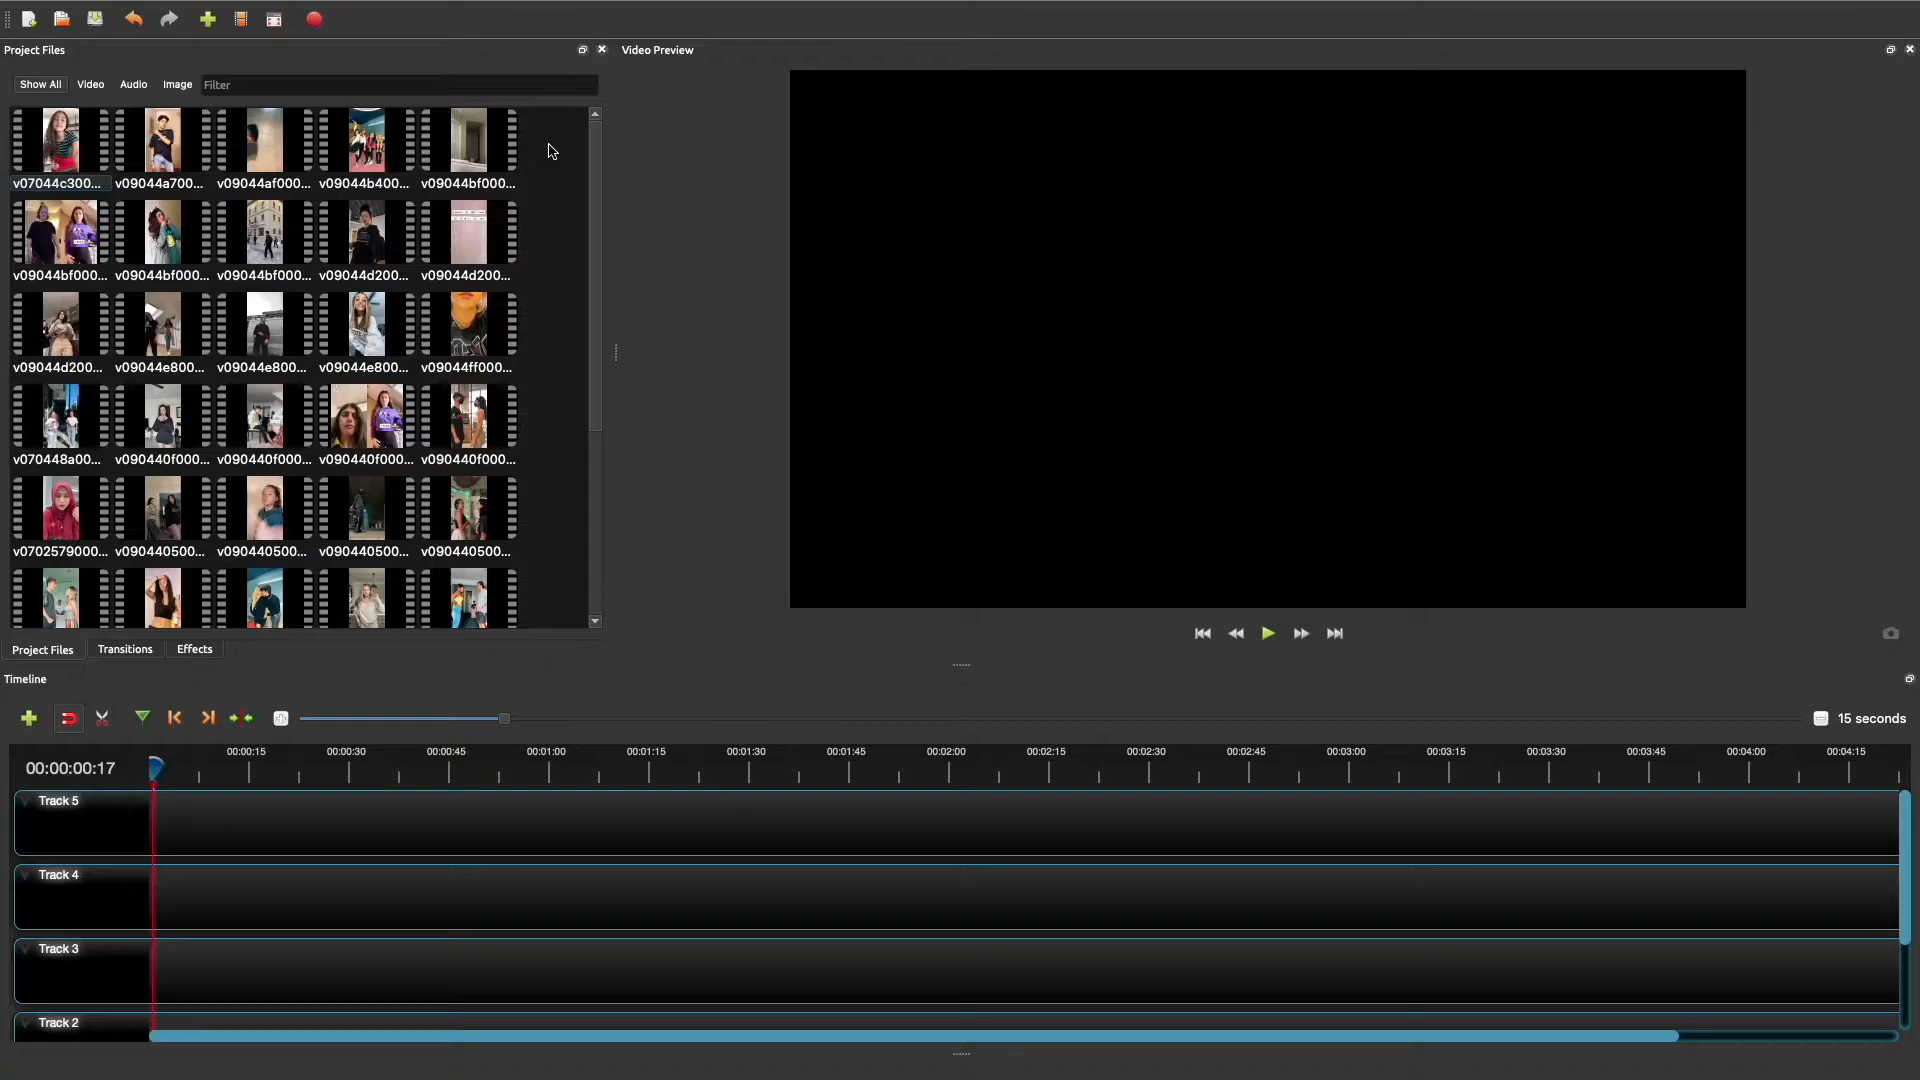 Project Files
Video Preview
Show All Video Audio Image Filter
v07044c300... v09044a700... v09044af000... v09044b400... v09044bf000...
v09044bf000... v09044bf000... v09044bf000... v09044d200... v09044d200...
v09044d200... v09044e800... v09044e800... v09044e800... v09044ff000...
v070448a00... v090440f000... v090440f000... v090440f000... v090440f000...
v0702579000... v090440500... v090440500... v090440500... v090440500...
Project Files Transitions Effects
Timeline
15 seconds
00:00:00:17
00:00:15 00:00:30 00:00:45 00:01:00 00:01:15 00:01:30 00:01:45 00:02:00 00:02:15 00:02:30 00:02:45 00:03:00 00:03:15 00:03:30 00:03:45 00:04:00 00:04:15
Track 5
Track 4
Track 3
Track 2